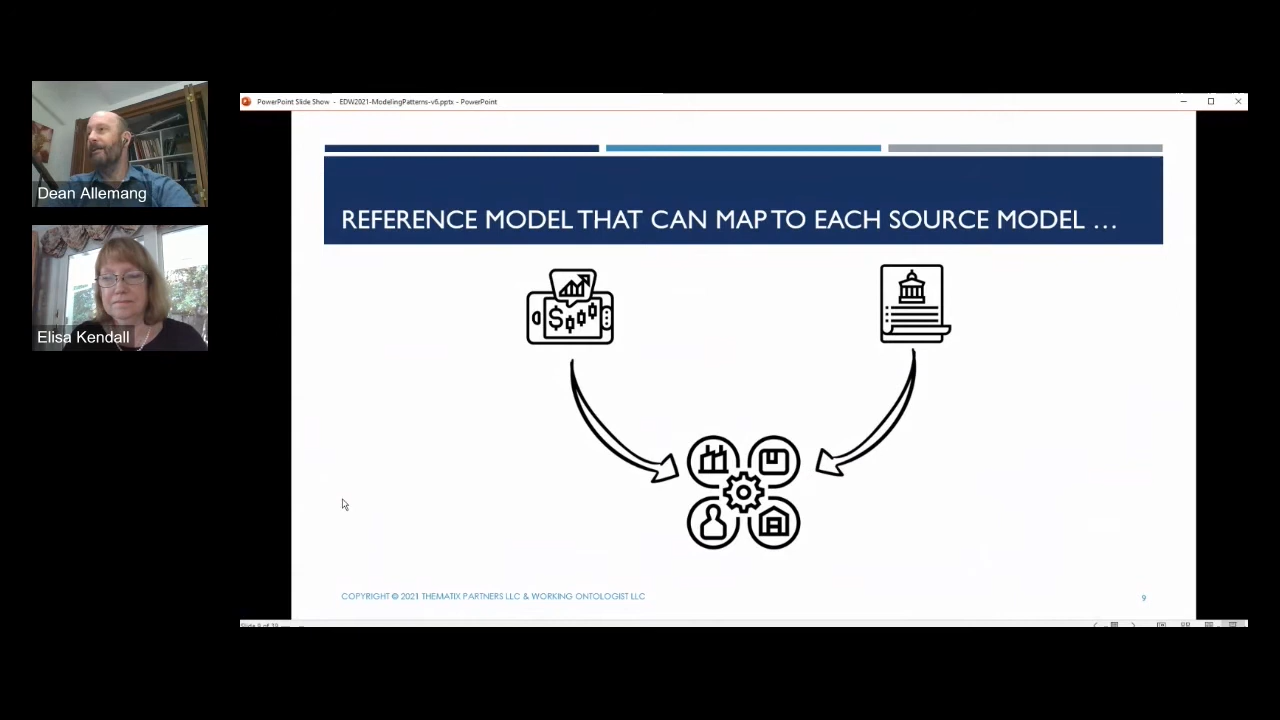 Dean Allemang
Elisa Kendall
PowerPoint Slide Show - EDW2021-ModelingPatterns-v6.pptx - PowerPoint
REFERENCE MODEL THAT CAN MAP TO EACH SOURCE MODEL ...
$
COPYRIGHT © 2021 THEMATIX PARTNERS LLC & WORKING ONTOLOGIST LLC
9